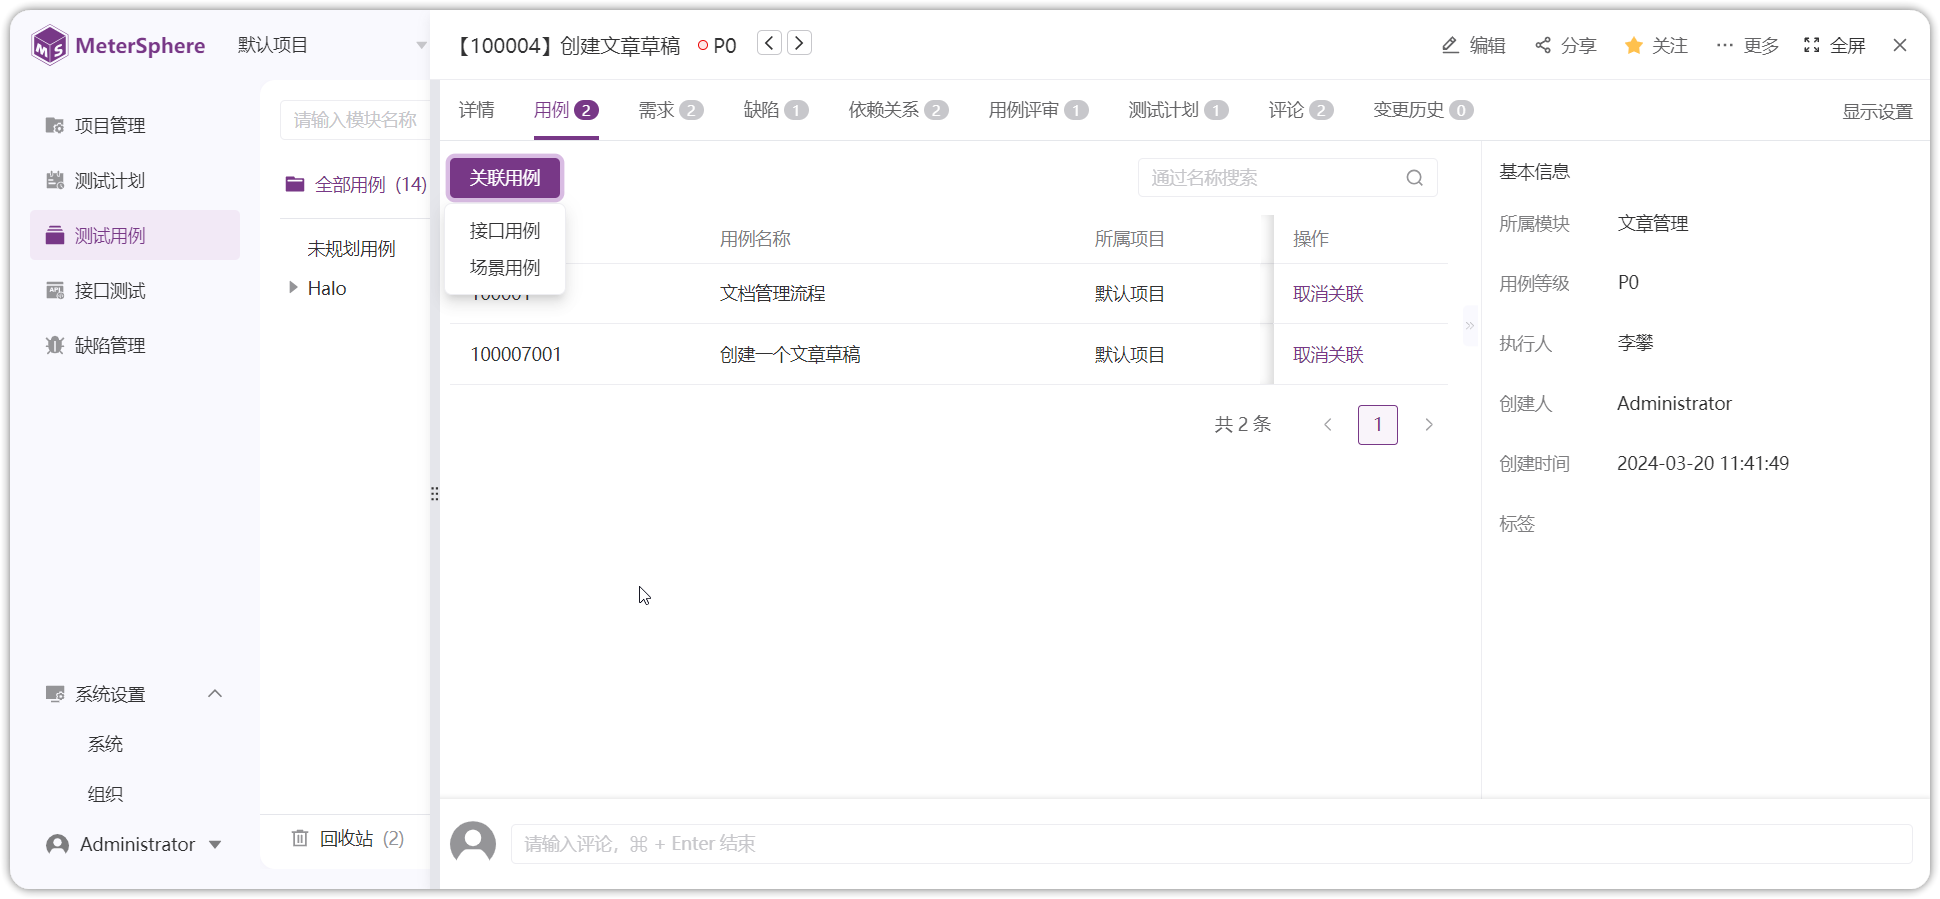 MeterSphere
默认项目
项目管理
测试计划
测试用例
接口测试
缺陷管理
系统设置
系统
组织
Administrator
请输入模块名称
全部用例 (14)
未规划用例
Halo
回收站 (2)
【100004】创建文章草稿 P0
编辑 分享 关注 更多 全屏
详情 用例 2 需求 2 缺陷 1 依赖关系 2 用例评审 1 测试计划 1 评论 2 变更历史 0 显示设置
关联用例
通过名称搜索
接口用例
场景用例
用例名称 所属项目 操作
100001 文档管理流程 默认项目 取消关联
100007001 创建一个文章草稿 默认项目 取消关联
共 2 条 1
基本信息
所属模块 文章管理
用例等级 P0
执行人 李攀
创建人 Administrator
创建时间 2024-03-20 11:41:49
标签
请输入评论，⌘ + Enter 结束